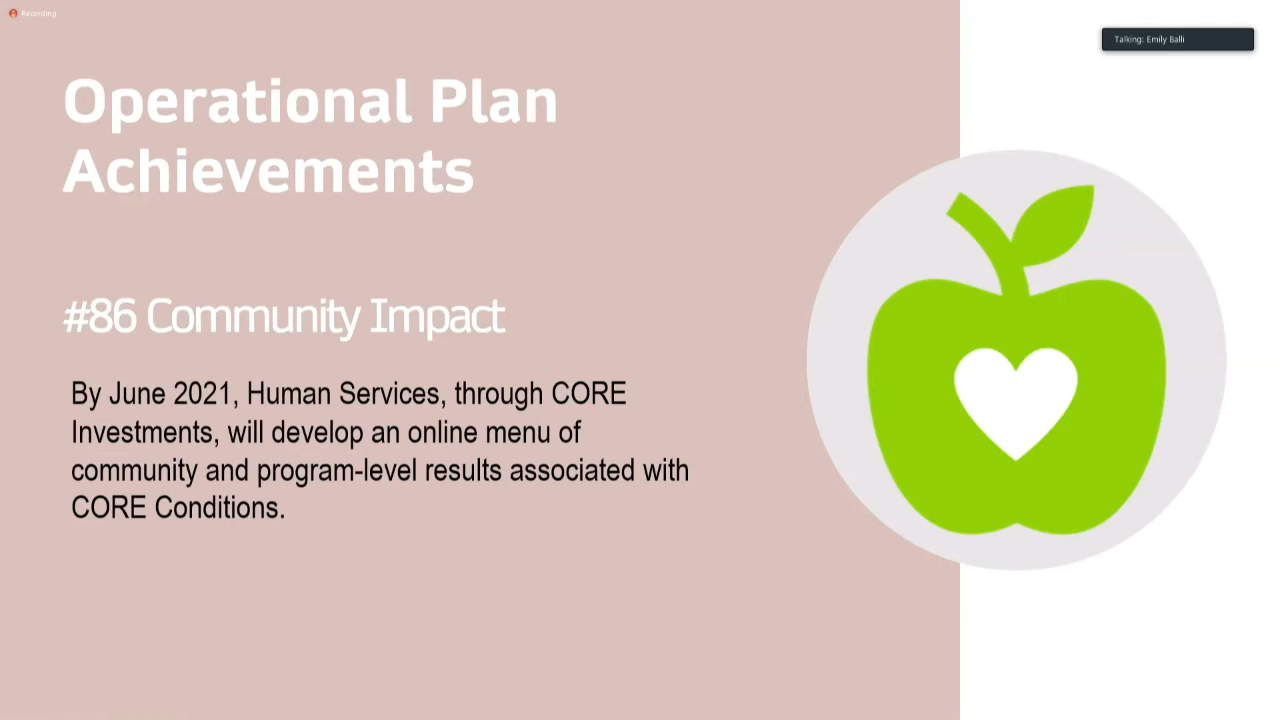 Recording
Talking: Emily Balli
Operational Plan
Achievements
#86 Community Impact
By June 2021, Human Services, through CORE
Investments, will develop an online menu of
community and program-level results associated with
CORE Conditions.